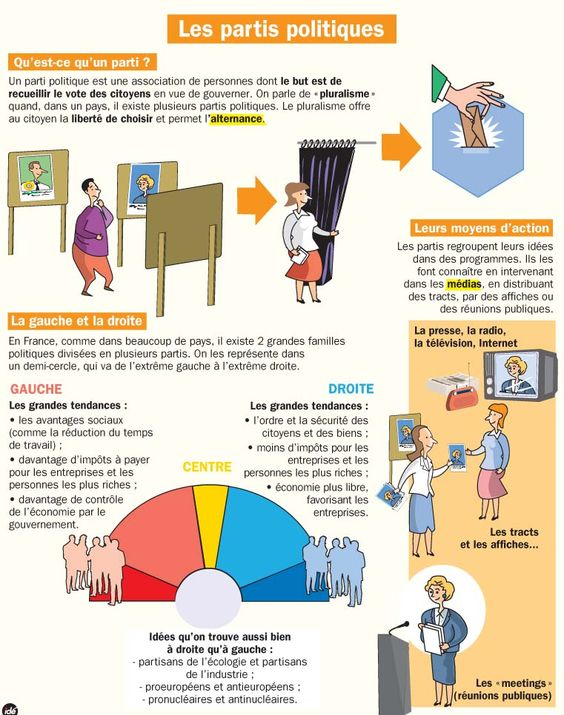 Les partis politiques
Qu'est-ce qu'un parti ?
Un parti politique est une association de personnes dont le but est de
recueillir le vote des citoyens en vue de gouverner. On parle de « pluralisme »
quand, dans un pays, il existe plusieurs partis politiques. Le pluralisme offre
au citoyen la liberté de choisir et permet l'alternance.
Leurs moyens d'action
Les partis regroupent leurs idées
dans des programmes. Ils les
font connaître en intervenant
dans les médias, en distribuant
des tracts, par des affiches ou
des réunions publiques.
La presse, la radio,
la télévision, Internet
Les tracts
et les affiches...
Les « meetings »
(réunions publiques)
La gauche et la droite
En France, comme dans beaucoup de pays, il existe 2 grandes familles
politiques divisées en plusieurs partis. On les représente dans
un demi-cercle, qui va de l'extrême gauche à l'extrême droite.
GAUCHE
Les grandes tendances :
• les avantages sociaux
(comme la réduction du temps
de travail) ;
• davantage d'impôts à payer
pour les entreprises et les
personnes les plus riches ;
• davantage de contrôle
de l'économie par le
gouvernement.
CENTRE
DROITE
Les grandes tendances :
• l'ordre et la sécurité des
citoyens et des biens ;
• moins d'impôts pour les
entreprises et les
personnes les plus riches ;
• économie plus libre,
favorisant les
entreprises.
Idées qu'on trouve aussi bien
à droite qu'à gauche :
- partisans de l'écologie et partisans
de l'industrie ;
- proeuropéens et antieuropéens ;
- pronucléaires et antinucléaires.
idé